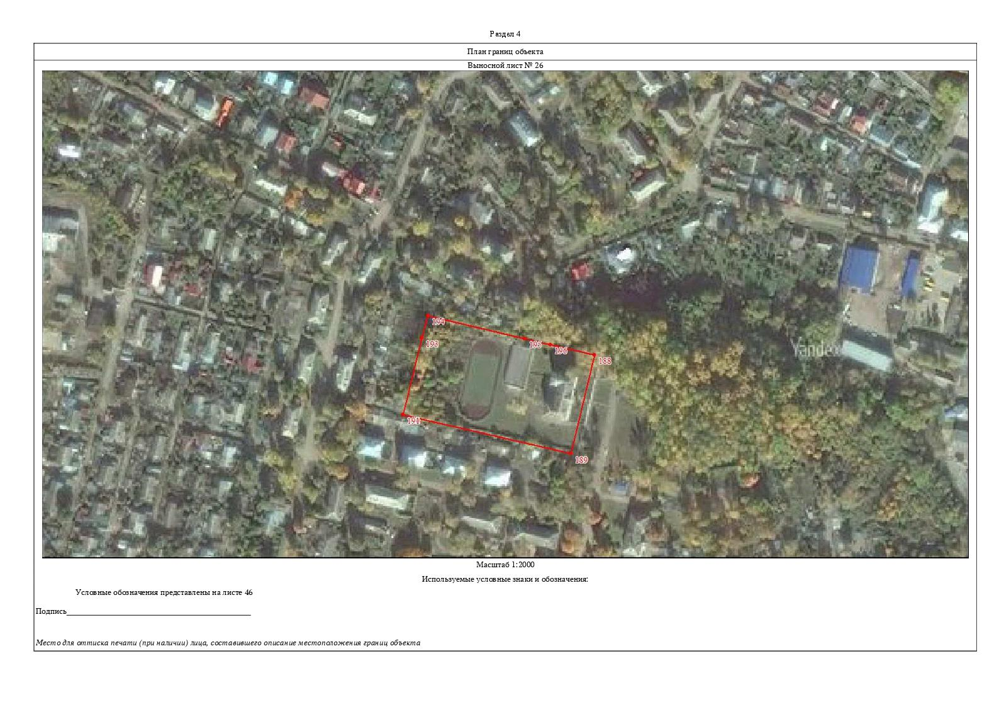 Раздел 4
План границ объекта
Выносной лист № 26
194
193
195
196
188
Yandex
191
189
Масштаб 1:2000
Используемые условные знаки и обозначения:
Условные обозначения представлены на листе 46
Подпись
Место для оттиска печати (при наличии) лица, составившего описание местоположения границ объекта